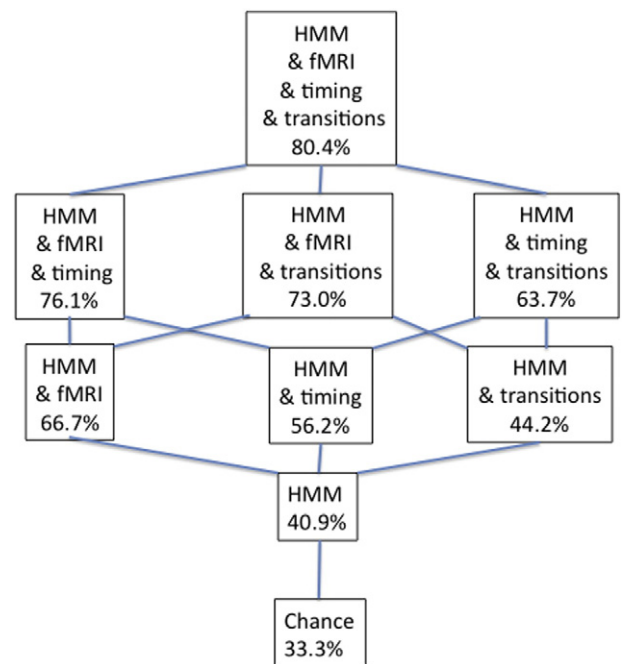 HMM
& fMRI
& timing
& transitions
80.4%
HMM
& fMRI
& timing
76.1%
HMM
& fMRI
& transitions
73.0%
HMM
& timing
& transitions
63.7%
HMM
& fMRI
66.7%
HMM
& timing
56.2%
HMM
& transitions
44.2%
HMM
40.9%
Chance
33.3%